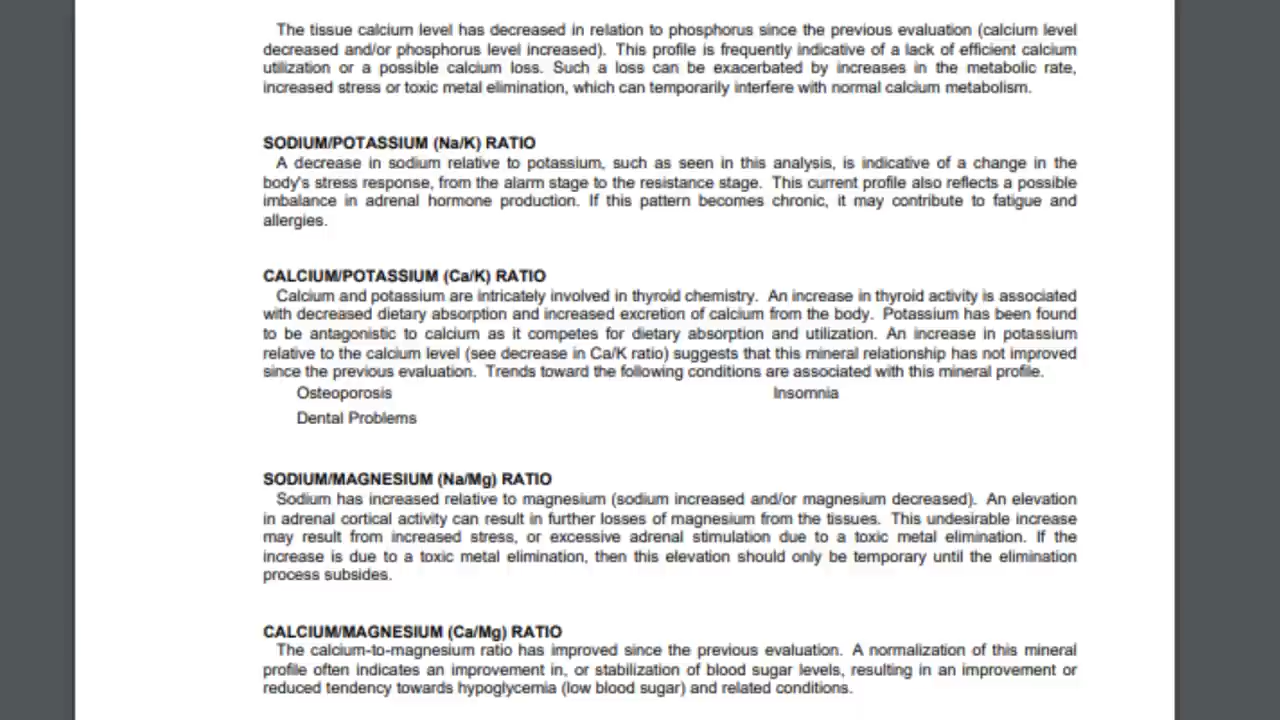 The tissue calcium level has decreased in relation to phosphorus since the previous evaluation (calcium level
decreased and/or phosphorus level increased). This profile is frequently indicative of a lack of efficient calcium
utilization or a possible calcium loss. Such a loss can be exacerbated by increases in the metabolic rate,
increased stress or toxic metal elimination, which can temporarily interfere with normal calcium metabolism.
SODIUM/POTASSIUM (Na/K) RATIO
A decrease in sodium relative to potassium, such as seen in this analysis, is indicative of a change in the
body's stress response, from the alarm stage to the resistance stage. This current profile also reflects a possible
imbalance in adrenal hormone production. If this pattern becomes chronic, it may contribute to fatigue and
allergies.
CALCIUM/POTASSIUM (Ca/K) RATIO
Calcium and potassium are intricately involved in thyroid chemistry. An increase in thyroid activity is associated
with decreased dietary absorption and increased excretion of calcium from the body. Potassium has been found
to be antagonistic to calcium as it competes for dietary absorption and utilization. An increase in potassium
relative to the calcium level (see decrease in Ca/K ratio) suggests that this mineral relationship has not improved
since the previous evaluation. Trends toward the following conditions are associated with this mineral profile.
Osteoporosis Insomnia
Dental Problems
SODIUM/MAGNESIUM (Na/Mg) RATIO
Sodium has increased relative to magnesium (sodium increased and/or magnesium decreased). An elevation
in adrenal cortical activity can result in further losses of magnesium from the tissues. This undesirable increase
may result from increased stress, or excessive adrenal stimulation due to a toxic metal elimination. If the
increase is due to a toxic metal elimination, then this elevation should only be temporary until the elimination
process subsides.
CALCIUM/MAGNESIUM (Ca/Mg) RATIO
The calcium-to-magnesium ratio has improved since the previous evaluation. A normalization of this mineral
profile often indicates an improvement in, or stabilization of blood sugar levels, resulting in an improvement or
reduced tendency towards hypoglycemia (low blood sugar) and related conditions.